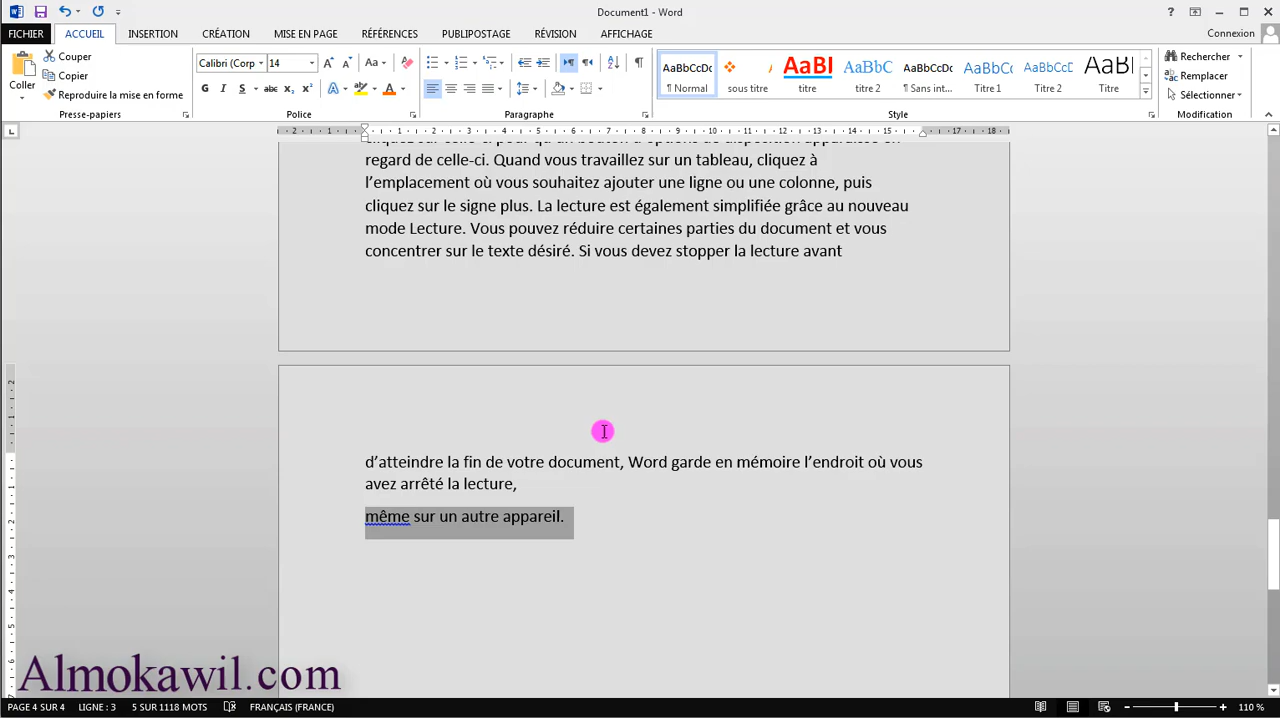 Document1 - Word
FICHIER ACCUEIL INSERTION CRÉATION MISE EN PAGE RÉFÉRENCES PUBLIPOSTAGE RÉVISION AFFICHAGE Connexion
Coller
Couper
Copier
Reproduire la mise en forme
Presse-papiers
Calibri (Corp 14
Police
Paragraphe
AaBbCcDc
¶ Normal
sous titre
AaBl
titre
AaBbC
titre 2
AaBbCcDc
¶ Sans int...
AaBbCc
Titre 1
AaBbCcC
Titre 2
AaBl
Titre
Style
Rechercher
Remplacer
Sélectionner
Modification
regard de celle-ci. Quand vous travaillez sur un tableau, cliquez à
l’emplacement où vous souhaitez ajouter une ligne ou une colonne, puis
cliquez sur le signe plus. La lecture est également simplifiée grâce au nouveau
mode Lecture. Vous pouvez réduire certaines parties du document et vous
concentrer sur le texte désiré. Si vous devez stopper la lecture avant
d’atteindre la fin de votre document, Word garde en mémoire l’endroit où vous
avez arrêté la lecture,
même sur un autre appareil.
Almokawil.com
PAGE 4 SUR 4 LIGNE : 3 5 SUR 1118 MOTS FRANÇAIS (FRANCE) 110 %